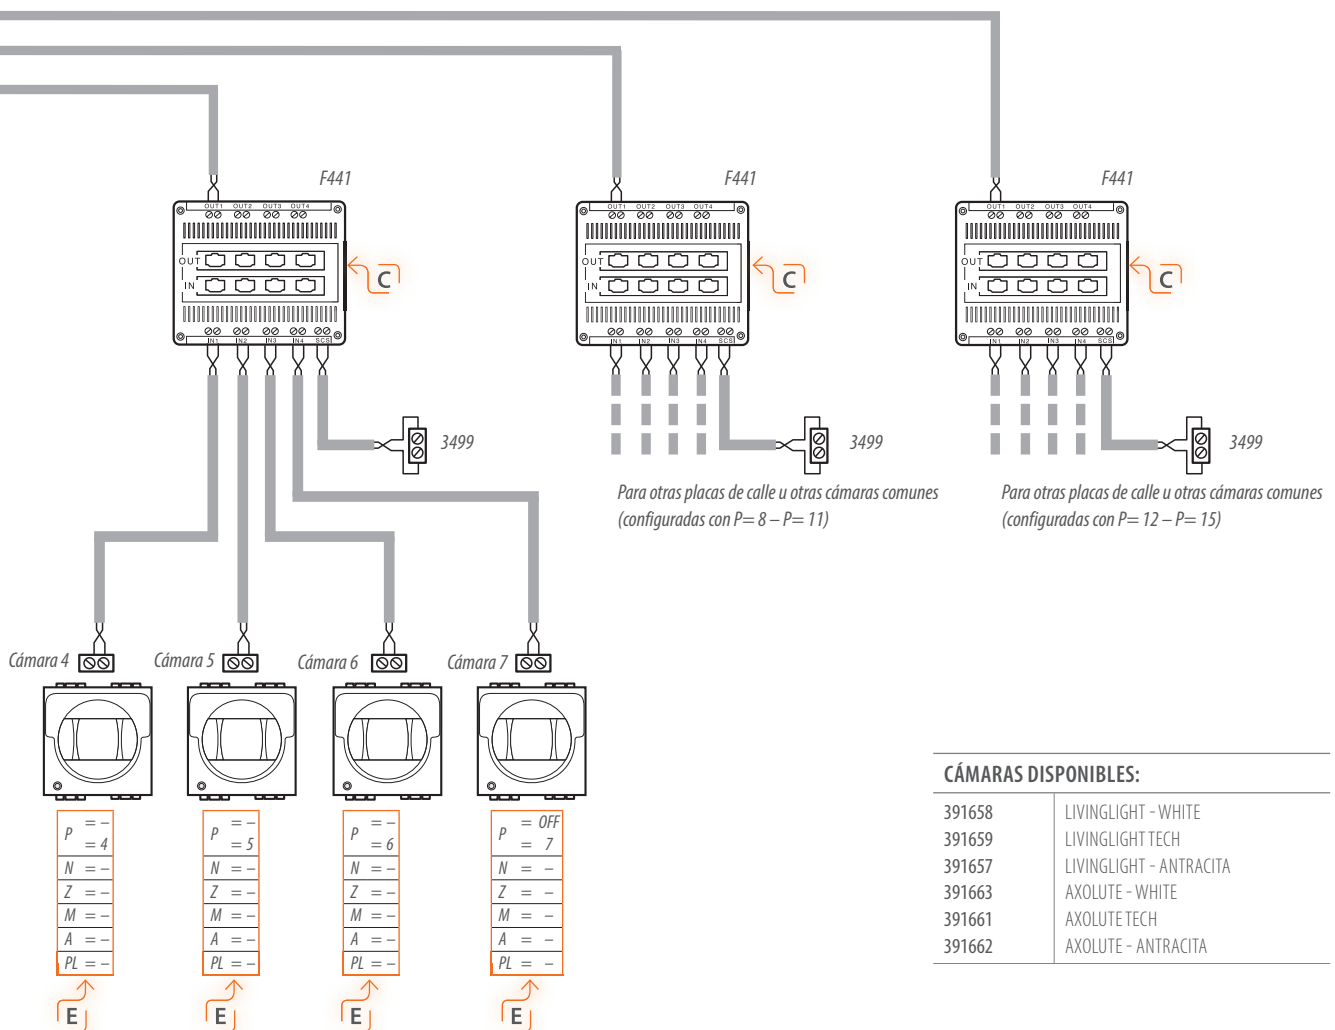 F441
F441
F441
OUT1 OUT2 OUT3 OUT4
OUT
IN
IN1 IN2 IN3 IN4 SCS
C
OUT1 OUT2 OUT3 OUT4
OUT
IN
IN1 IN2 IN3 IN4 SCS
C
OUT1 OUT2 OUT3 OUT4
OUT
IN
IN1 IN2 IN3 IN4 SCS
C
3499
3499
3499
Para otras placas de calle u otras cámaras comunes
(configuradas con P= 8 – P= 11)
Para otras placas de calle u otras cámaras comunes
(configuradas con P= 12 – P= 15)
Cámara 4
Cámara 5
Cámara 6
Cámara 7
P = –
= 4
N = –
Z = –
M = –
A = –
PL = –
E
P = –
= 5
N = –
Z = –
M = –
A = –
PL = –
E
P = –
= 6
N = –
Z = –
M = –
A = –
PL = –
E
P = OFF
= 7
N = –
Z = –
M = –
A = –
PL = –
E
CÁMARAS DISPONIBLES:
391658 LIVINGLIGHT - WHITE
391659 LIVINGLIGHT TECH
391657 LIVINGLIGHT - ANTRACITA
391663 AXOLUTE - WHITE
391661 AXOLUTE TECH
391662 AXOLUTE - ANTRACITA